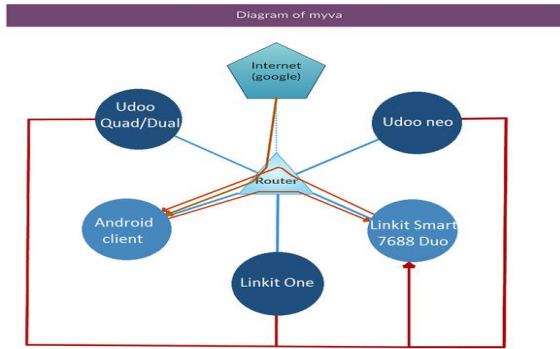 Diagram of myva
Internet
(google)
Udoo
Quad/Dual
Udoo neo
Router
Android
client
Linkit Smart
7688 Duo
Linkit One